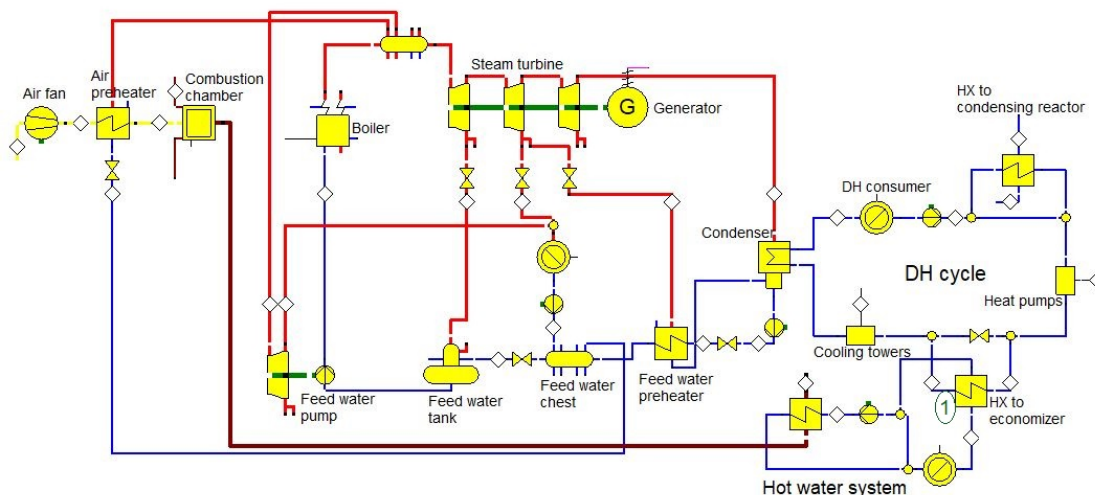 Air fan
Air
preheater
Combustion
chamber
Boiler
Steam turbine
G
Generator
HX to
condensing reactor
DH consumer
Condenser
DH cycle
Heat pumps
Cooling towers
Feed water
pump
Feed water
tank
Feed water
chest
Feed water
preheater
1
HX to
economizer
Hot water system